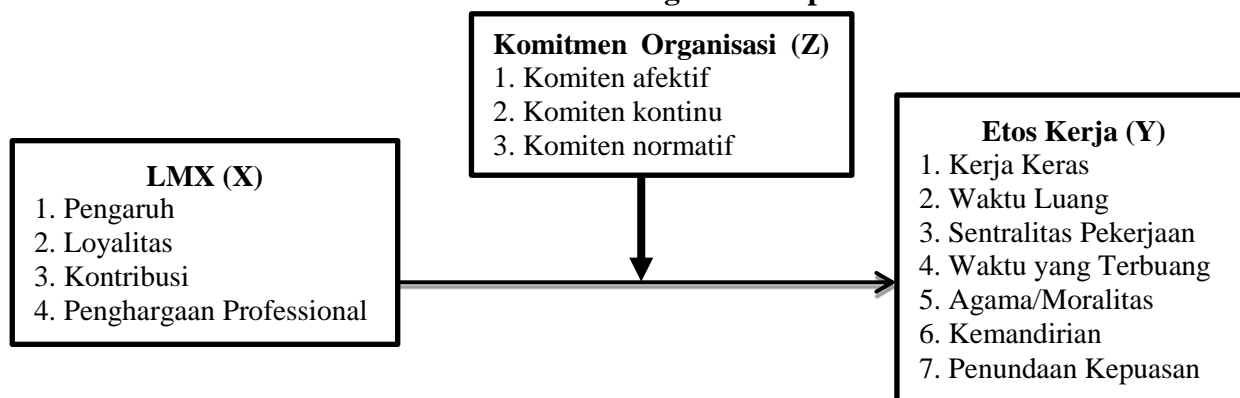 Komitmen Organisasi (Z)
1. Komiten afektif
2. Komiten kontinu
3. Komiten normatif
LMX (X)
1. Pengaruh
2. Loyalitas
3. Kontribusi
4. Penghargaan Professional
Etos Kerja (Y)
1. Kerja Keras
2. Waktu Luang
3. Sentralitas Pekerjaan
4. Waktu yang Terbuang
5. Agama/Moralitas
6. Kemandirian
7. Penundaan Kepuasan